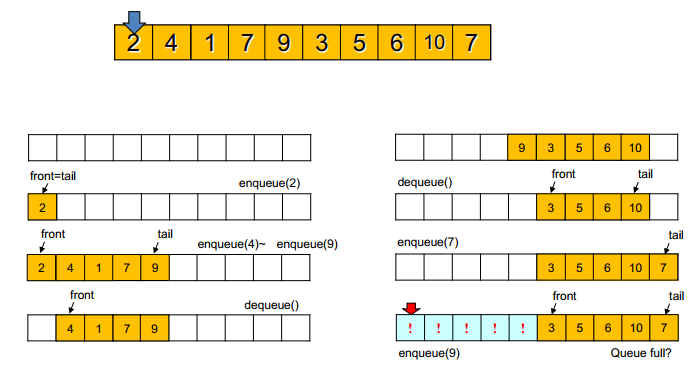 2 4 1 7 9 3 5 6 10 7
front=tail
enqueue(2)
2
front
tail
enqueue(4)~ enqueue(9)
2 4 1 7 9
front
dequeue()
4 1 7 9
9 3 5 6 10
dequeue()
front
tail
3 5 6 10
enqueue(7)
tail
3 5 6 10 7
front
tail
! ! ! ! ! 3 5 6 10 7
enqueue(9)
Queue full?